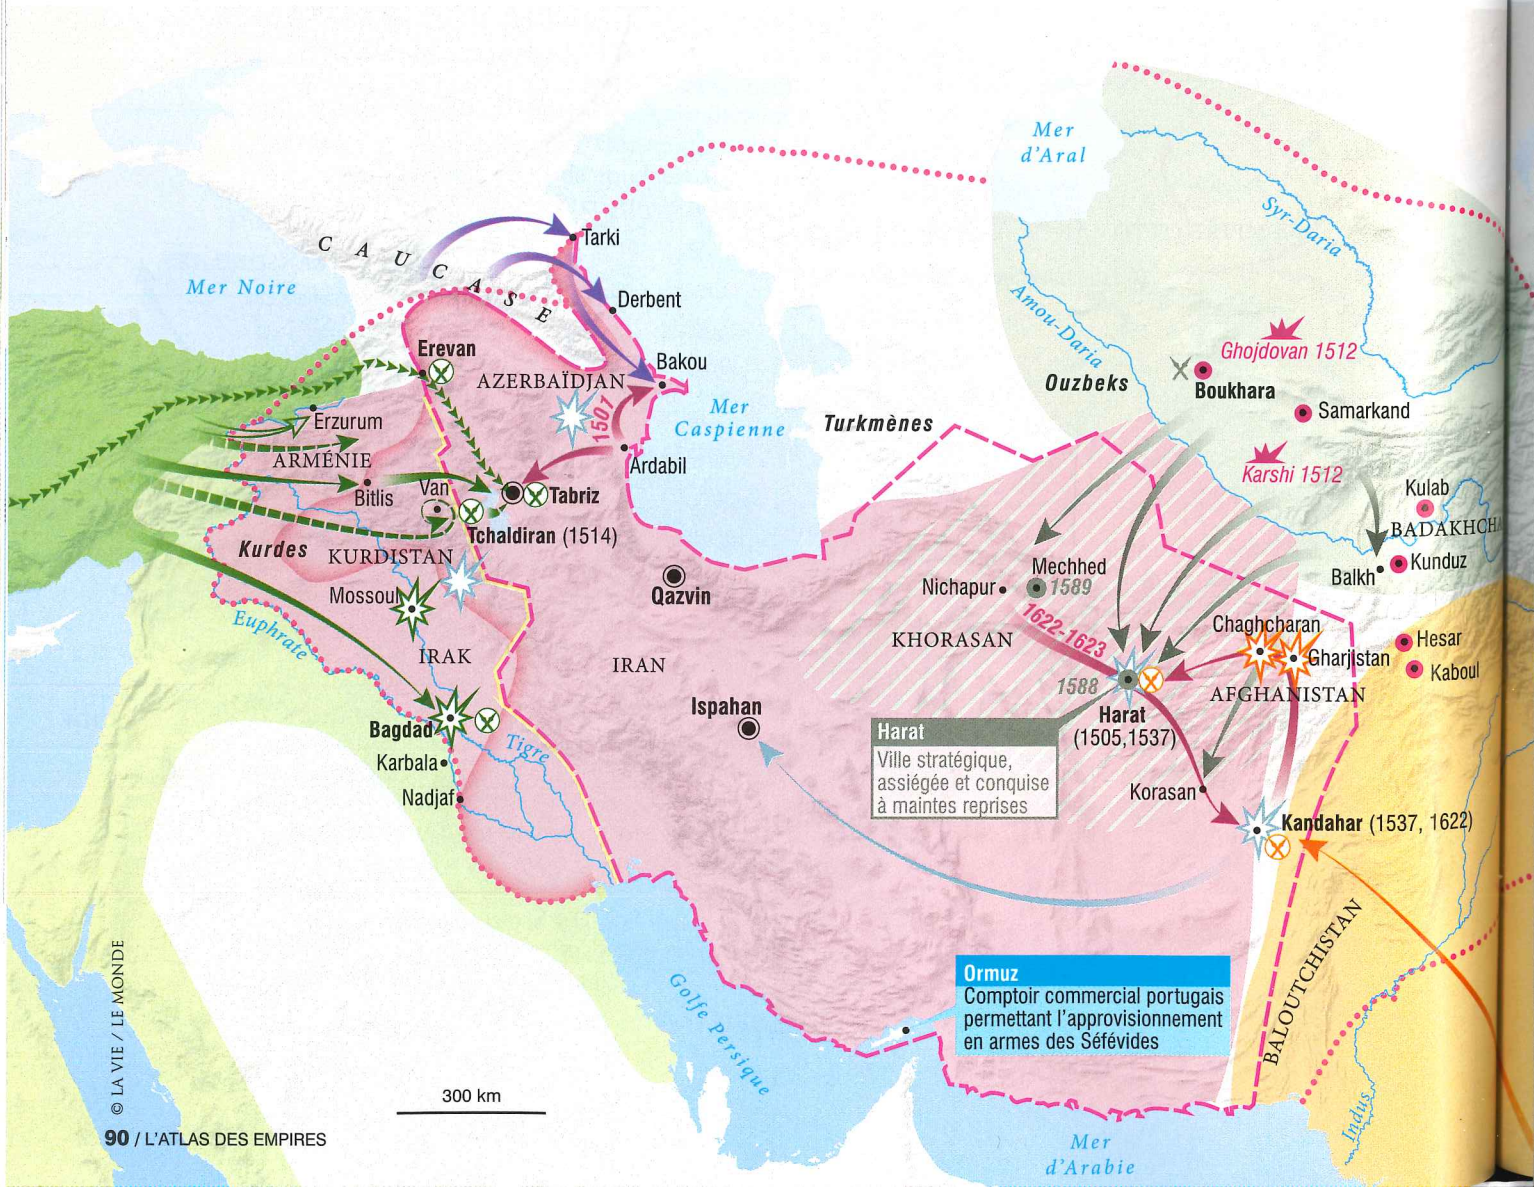 Mer
d'Aral
Syr-Daria
Tarki
CAUCASE
Mer Noire
Derbent
Amou-Daria
Ghojdovan 1512
Erevan
Bakou
AZERBAÏDJAN
Ouzbeks
Boukhara
1501
Mer
Caspienne
Turkmènes
Samarkand
Erzurum
ARMÉNIE
Ardabil
Karshi 1512
Bitlis
Van
Tabriz
Kulab
BADAKHCHA
Tchaldiran (1514)
Kurdes
KURDISTAN
Mechhed
Nichapur
1589
Balkh
Kunduz
Qazvin
Mossoul
Euphrate
1622-1623
KHORASAN
Chaghcharan
Hesar
IRAK
IRAN
Gharjistan
Kaboul
1588
AFGHANISTAN
Ispahan
Harat
(1505,1537)
Bagdad
Tigre
Harat
Ville stratégique,
assiégée et conquise
à maintes reprises
Karbala
Nadjaf
Korasan
Kandahar (1537, 1622)
BALOUTCHISTAN
Ormuz
Comptoir commercial portugais
permettant l'approvisionnement
en armes des Séfévides
Golfe Persique
Indus
© LA VIE / LE MONDE
300 km
90 / L'ATLAS DES EMPIRES
Mer
d'Arabie